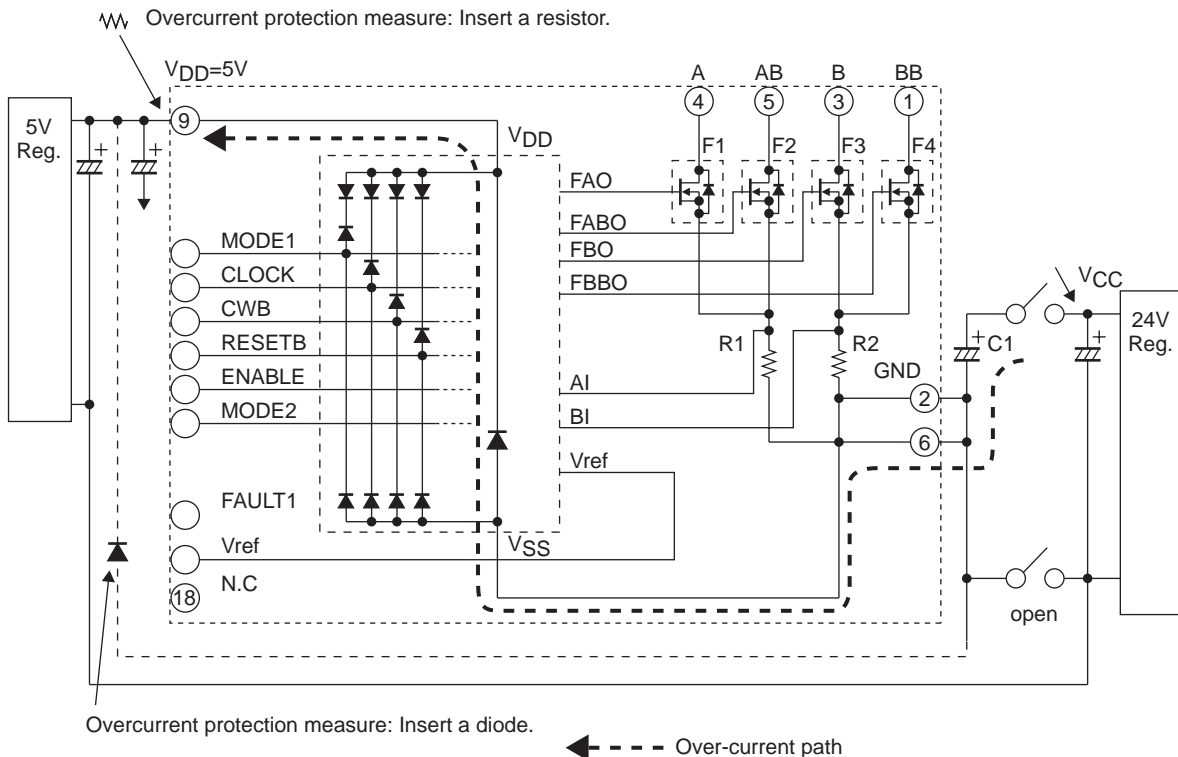 Overcurrent protection measure: Insert a resistor.
VDD=5V
A AB B BB
4 5 3 1
5V
Reg.
+ +
9
VDD
F1 F2 F3 F4
FAO
FABO
FBO
FBBO
MODE1
CLOCK
CWB
RESETB
ENABLE
MODE2
FAULT1
Vref
N.C
18
R1 R2
AI
BI
Vref
VSS
GND
2
6
+ C1
VCC
+
24V
Reg.
open
Overcurrent protection measure: Insert a diode.
Over-current path